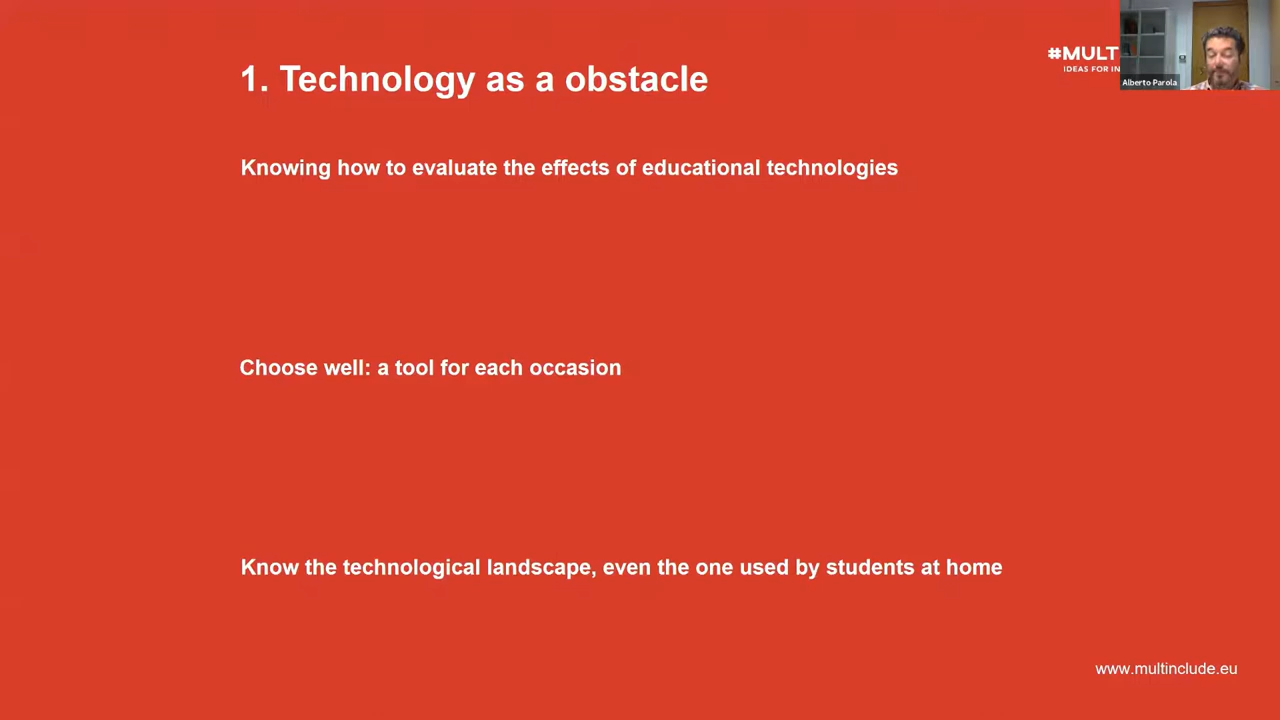 1. Technology as a obstacle
#MULT
IDEAS FOR IN
Alberto Parola
Knowing how to evaluate the effects of educational technologies
Choose well: a tool for each occasion
Know the technological landscape, even the one used by students at home
www.multinclude.eu